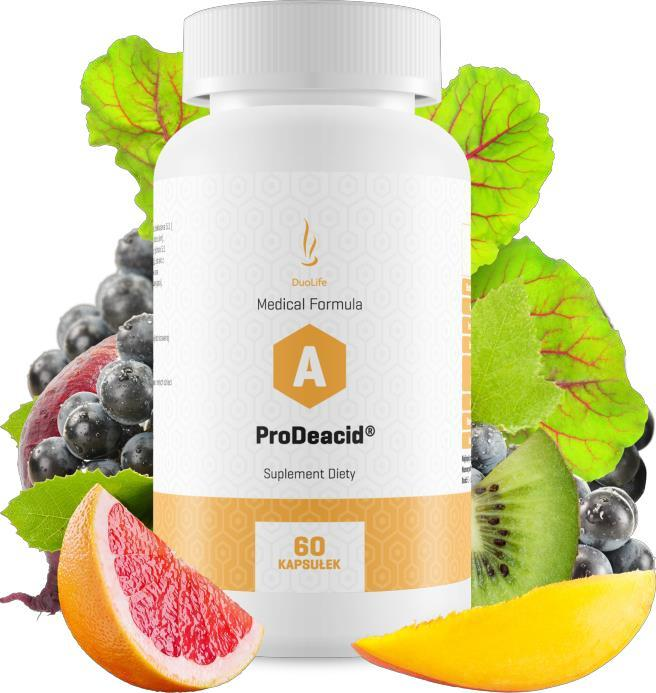 DuoLife
Medical Formula
A
ProDeacid®
Suplement Diety
60
KAPSUŁEK